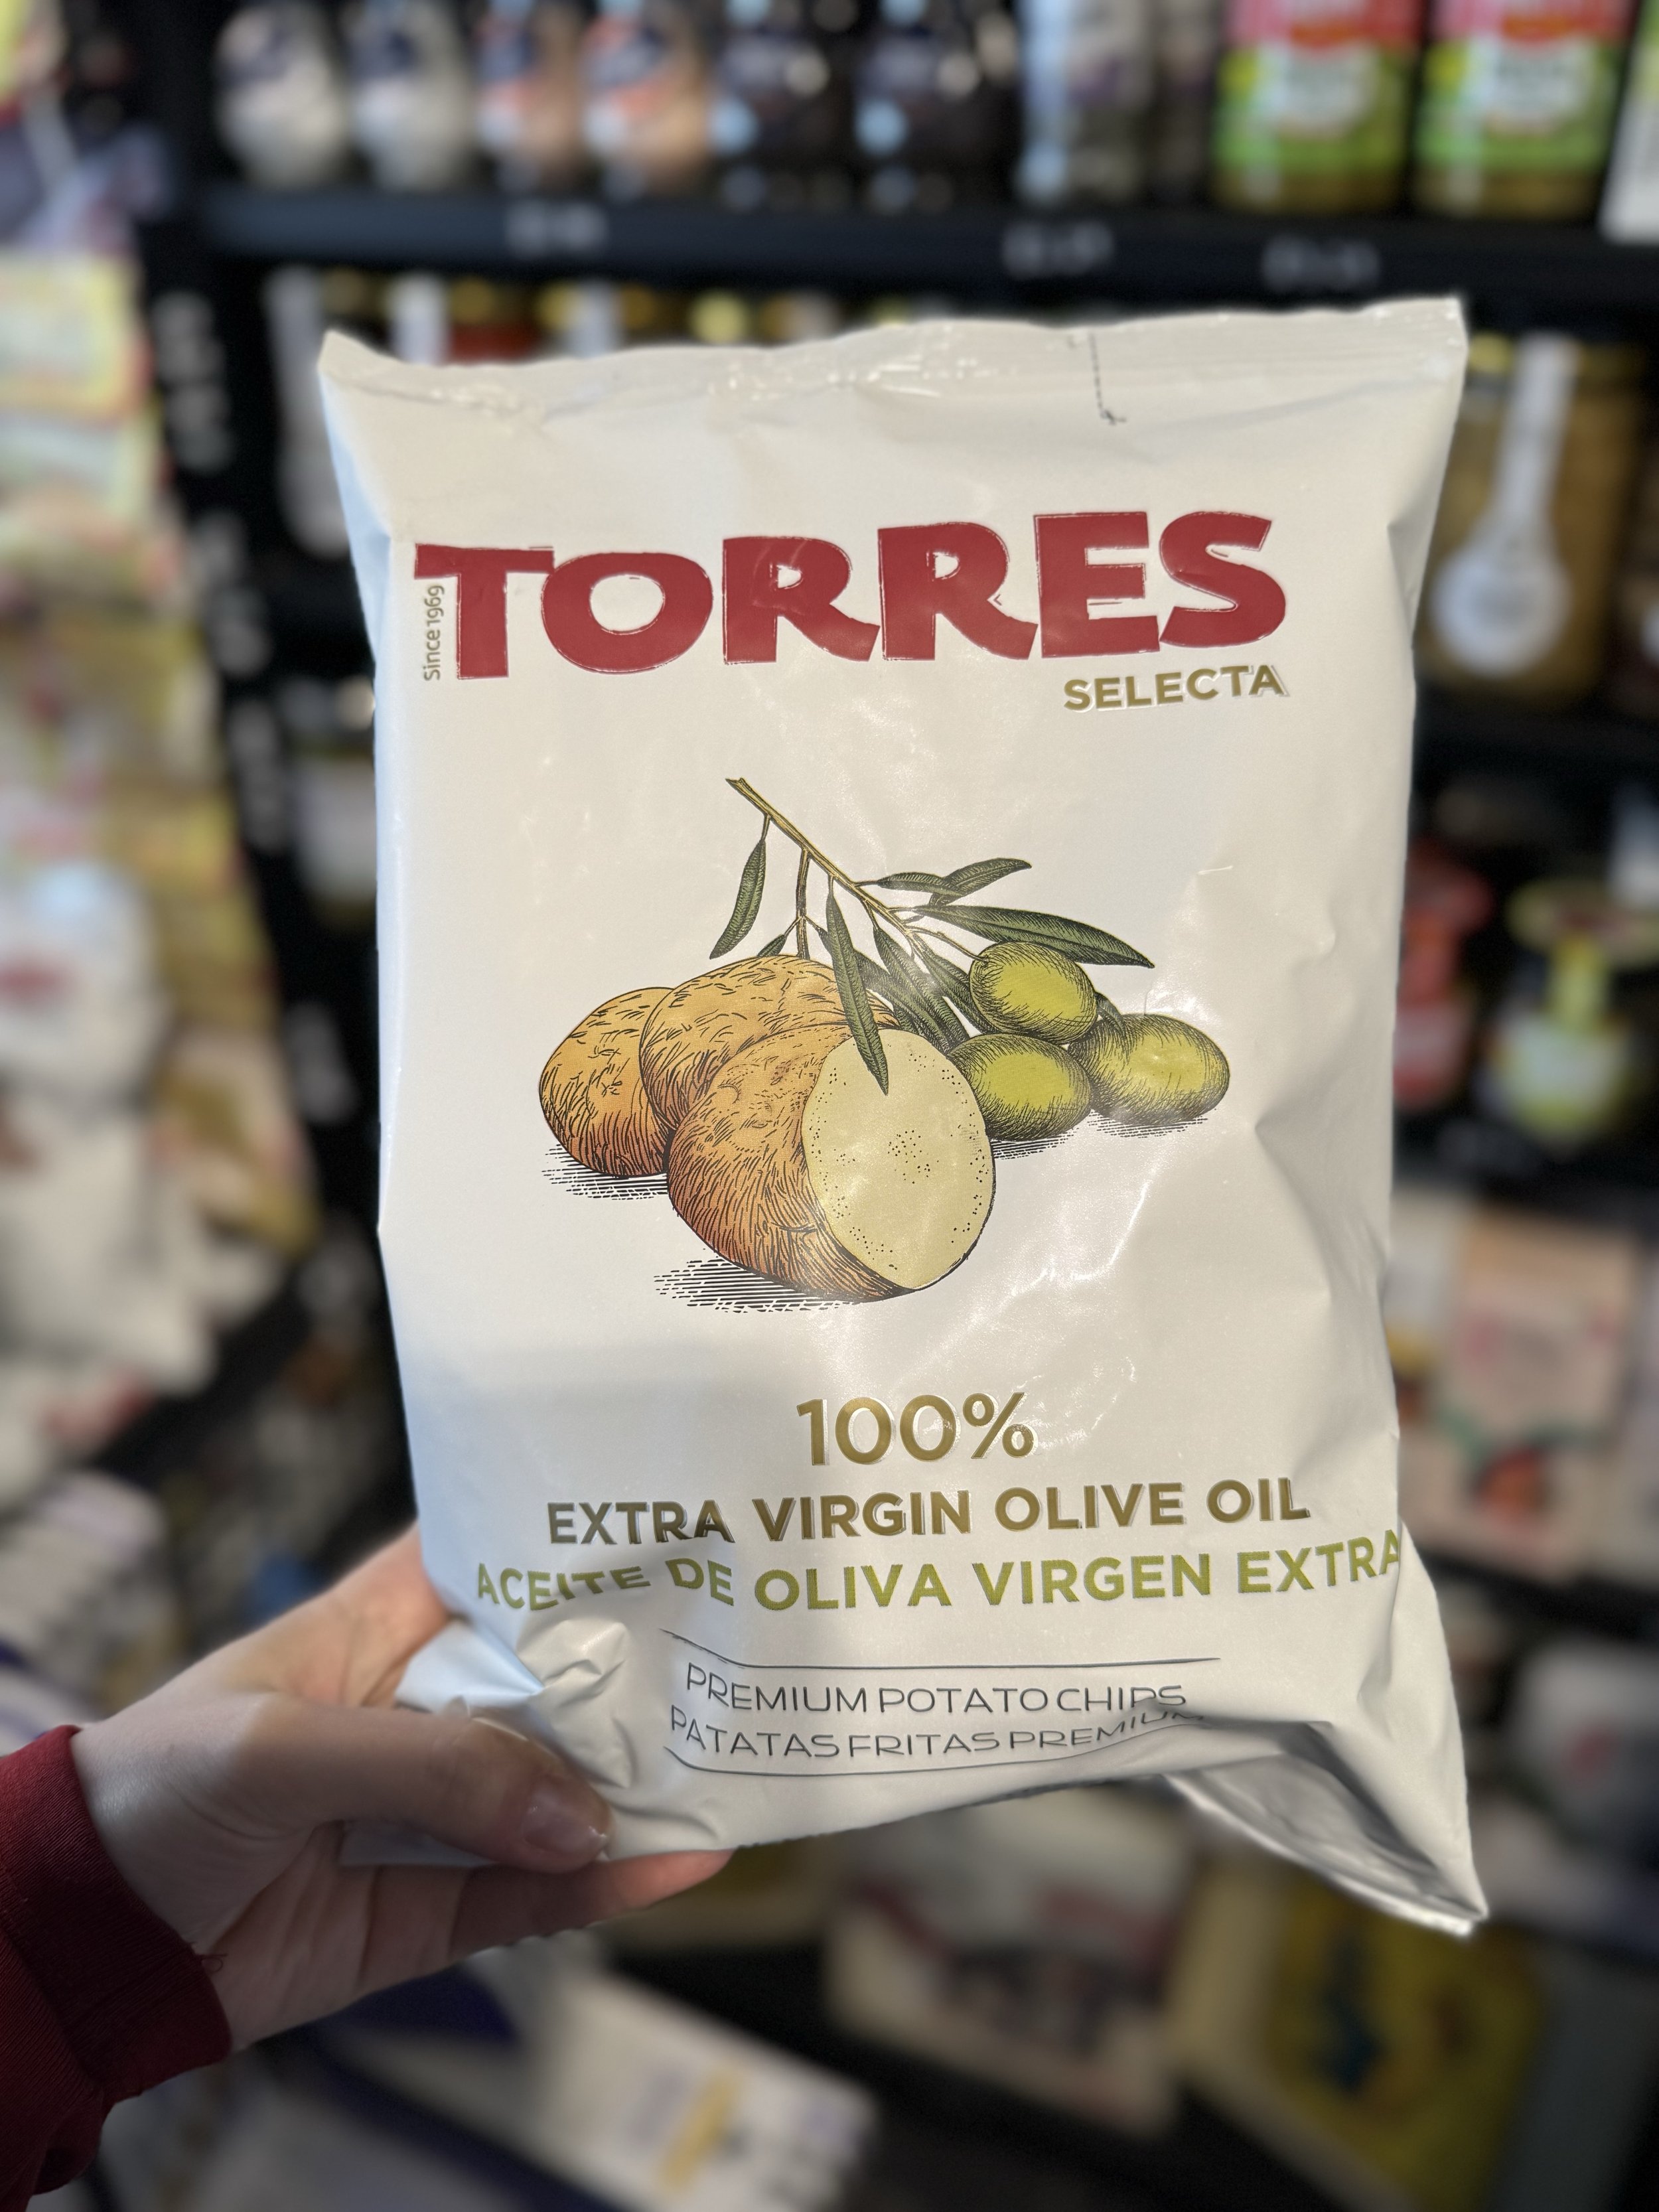 Since 1969
TORRES
SELECTA
100%
EXTRA VIRGIN OLIVE OIL
ACEITE DE OLIVA VIRGEN EXTRA
PREMIUM POTATO CHIPS
PATATAS FRITAS PREMIUM